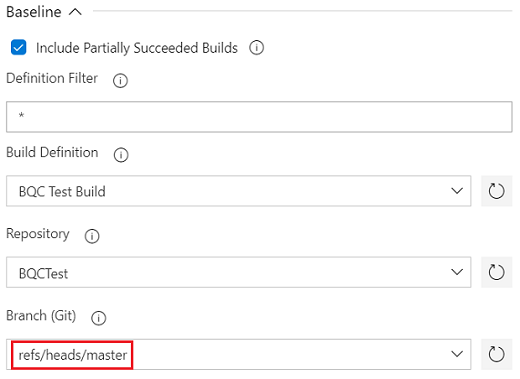 Baseline
Include Partially Succeeded Builds
Definition Filter
*
Build Definition
BQC Test Build
Repository
BQCTest
Branch (Git)
refs/heads/master